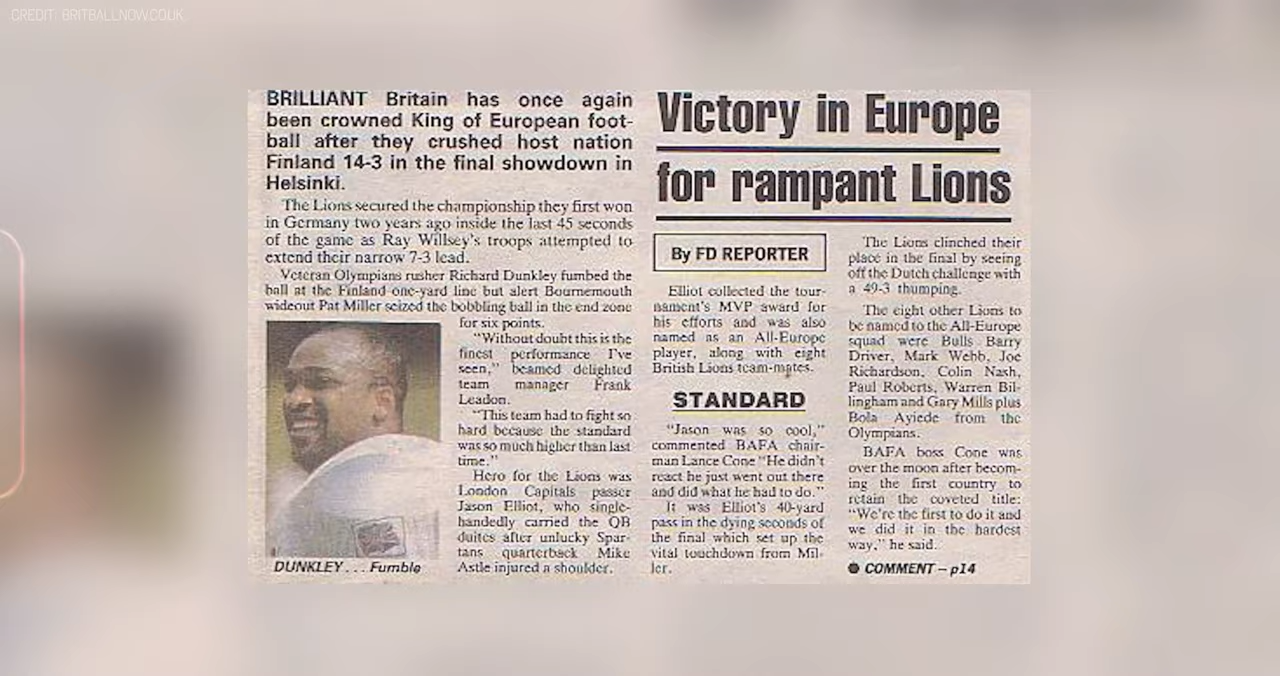 CREDIT: BRITBALLNOW.CO.UK
BRILLIANT Britain has once again
been crowned King of European foot-
ball after they crushed host nation
Finland 14-3 in the final showdown in
Helsinki.
The Lions secured the championship they first won
in Germany two years ago inside the last 45 seconds
of the game as Ray Willsey's troops attempted to
extend their narrow 7-3 lead.
Veteran Olympians rusher Richard Dunkley fumbed the
ball at the Finland one-yard line but alert Bournemouth
wideout Pat Miller seized the bobbling ball in the end zone
for six points.
"Without doubt this is the
finest performance I've
seen," beamed delighted
team manager Frank
Leadon.
"This team had to fight so
hard because the standard
was so much higher than last
time."
Hero for the Lions was
London Capitals passer
Jason Elliot, who single-
handedly carried the QB
duites after unlucky Spar-
tans quarterback Mike
Astle injured a shoulder.
DUNKLEY . . . Fumble
Victory in Europe
for rampant Lions
By FD REPORTER
Elliot collected the tour-
nament's MVP award for
his efforts and was also
named as an All-Europe
player, along with eight
British Lions team-mates.
STANDARD
"Jason was so cool,"
commented BAFA chair-
man Lance Cone "He didn't
react he just went out there
and did what he had to do."
It was Elliot's 40-yard
pass in the dying seconds of
the final which set up the
vital touchdown from Mil-
ler.
The Lions clinched their
place in the final by seeing
off the Dutch challenge with
a 49-3 thumping.
The eight other Lions to
be named to the All-Europe
squad were Bulls Barry
Driver, Mark Webb, Joe
Richardson, Colin Nash,
Paul Roberts, Warren Bil-
lingham and Gary Mills plus
Bola Ayiede from the
Olympians.
BAFA boss Cone was
over the moon after becom-
ing the first country to
retain the coveted title:
"We're the first to do it and
we did it in the hardest
way," he said.
● COMMENT – p14